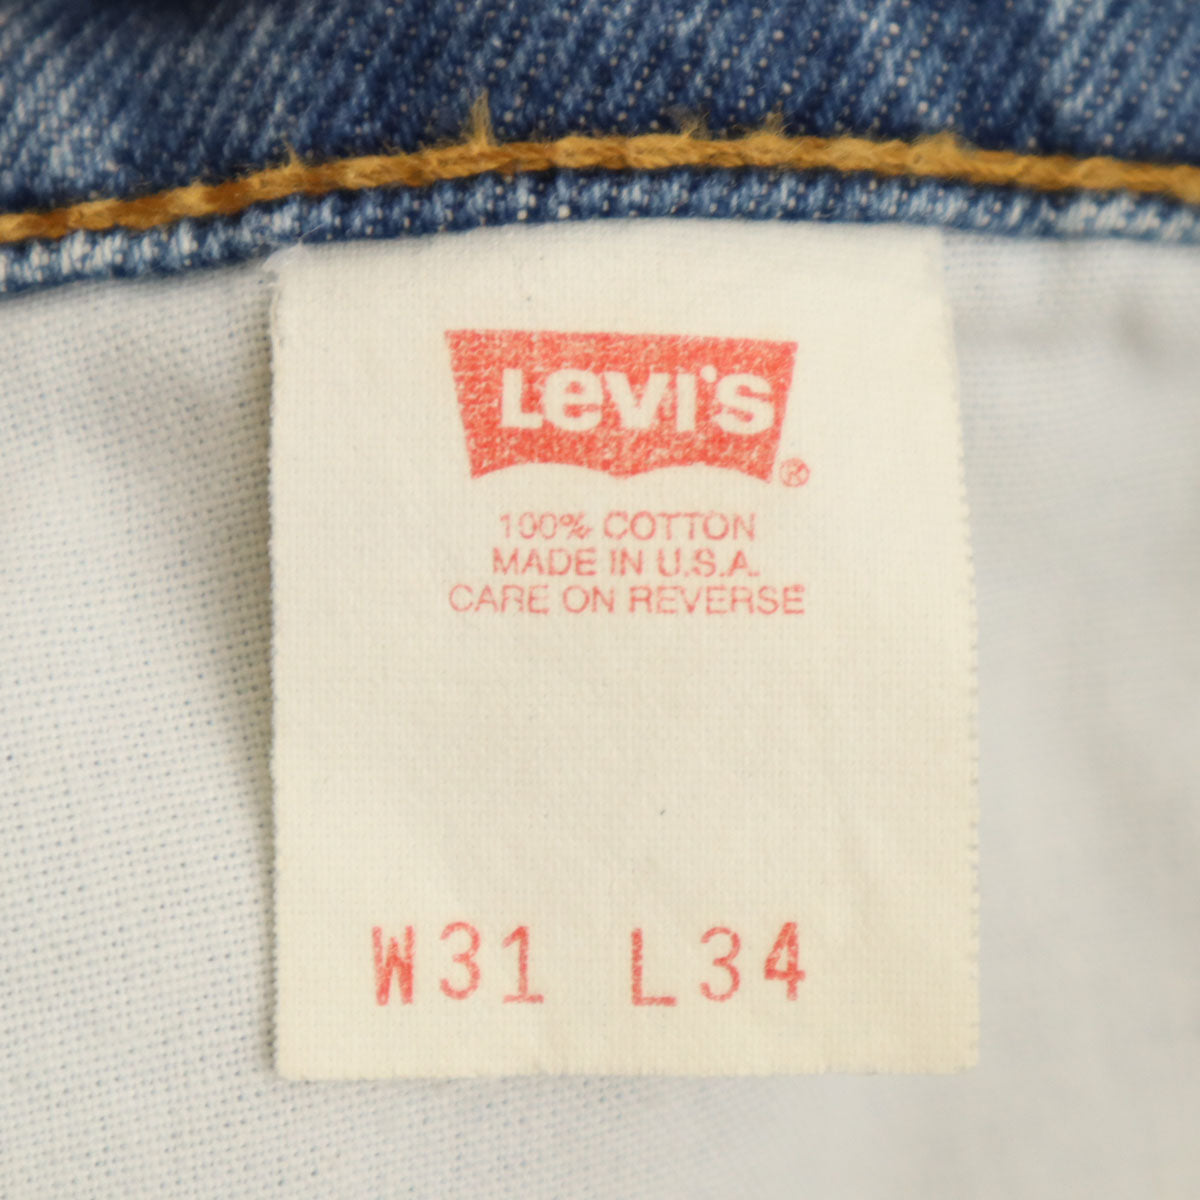 Levi's ®
100% COTTON
MADE IN U.S.A.
CARE ON REVERSE
W31 L34